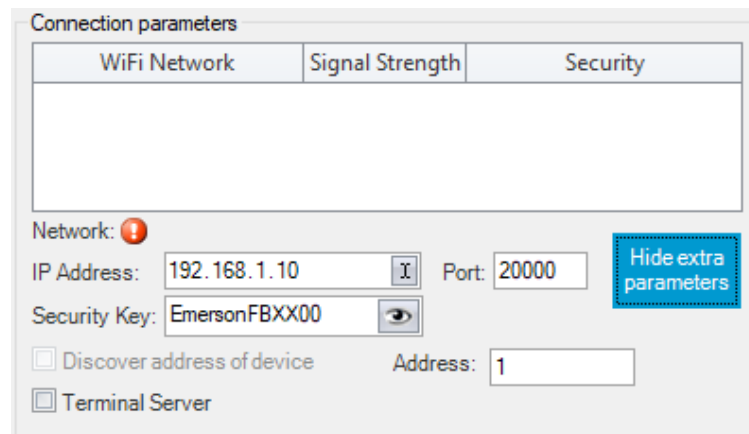 Connection parameters
WiFi Network Signal Strength Security
Network:
IP Address: 192.168.1.10 Port: 20000 Hide extra
parameters
Security Key: EmersonFBXX00
Discover address of device Address: 1
Terminal Server